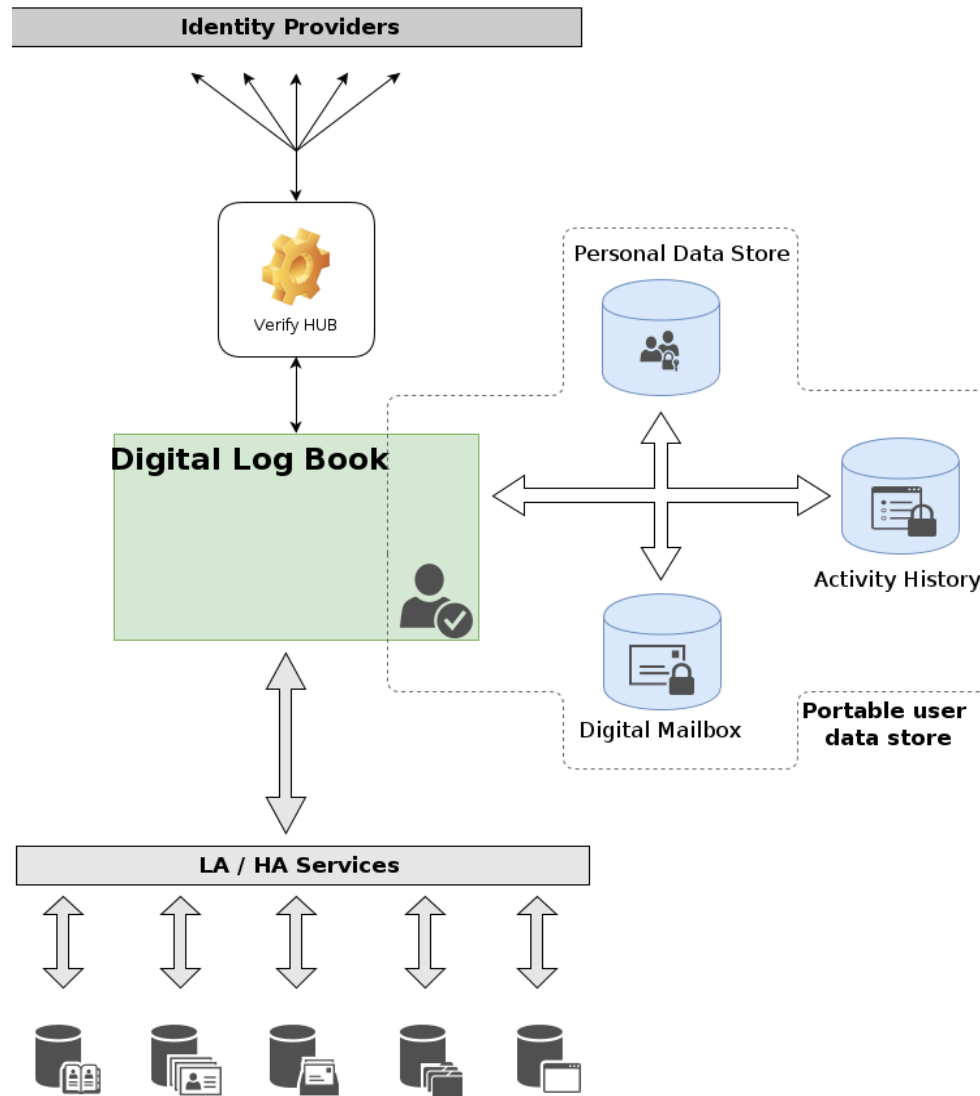 Identity Providers
Verify HUB
Personal Data Store
Digital Log Book
Activity History
Digital Mailbox
Portable user
data store
LA / HA Services